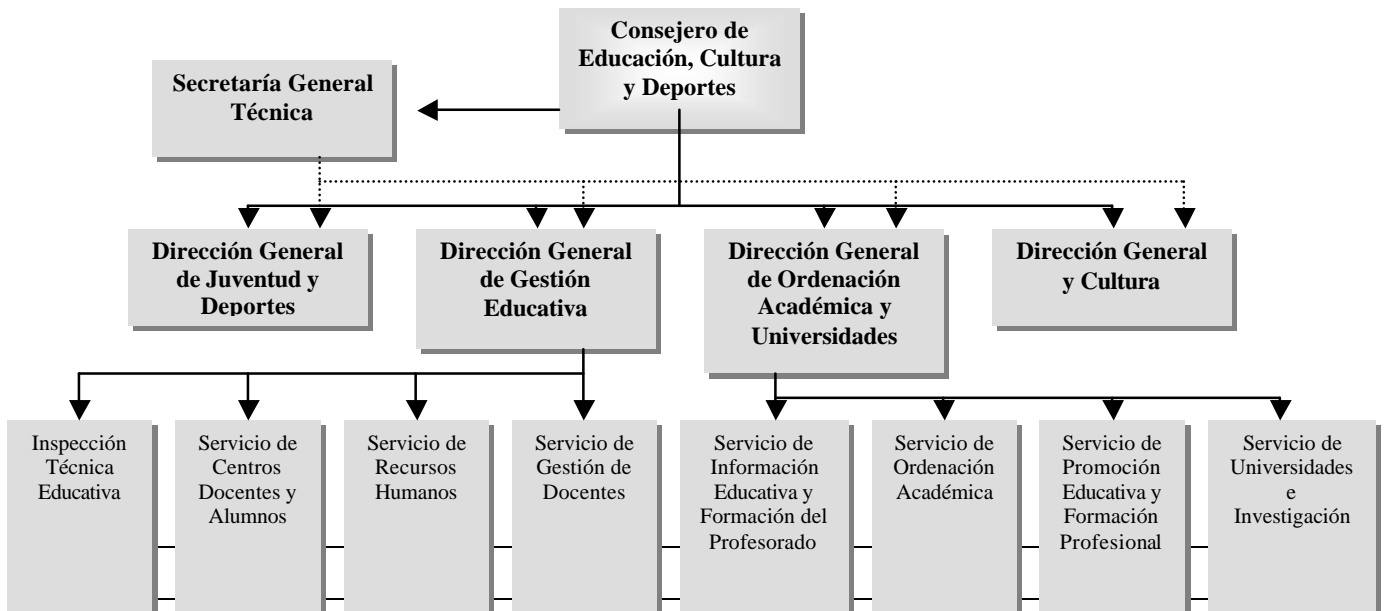 Consejero de
Educación, Cultura
y Deportes
Secretaría General
Técnica
Dirección General
de Juventud y
Deportes
Dirección General
de Gestión
Educativa
Dirección General
de Ordenación
Académica y
Universidades
Dirección General
y Cultura
Inspección
Técnica
Educativa
Servicio de
Centros
Docentes y
Alumnos
Servicio de
Recursos
Humanos
Servicio de
Gestión de
Docentes
Servicio de
Información
Educativa y
Formación del
Profesorado
Servicio de
Ordenación
Académica
Servicio de
Promoción
Educativa y
Formación
Profesional
Servicio de
Universidades
e
Investigación